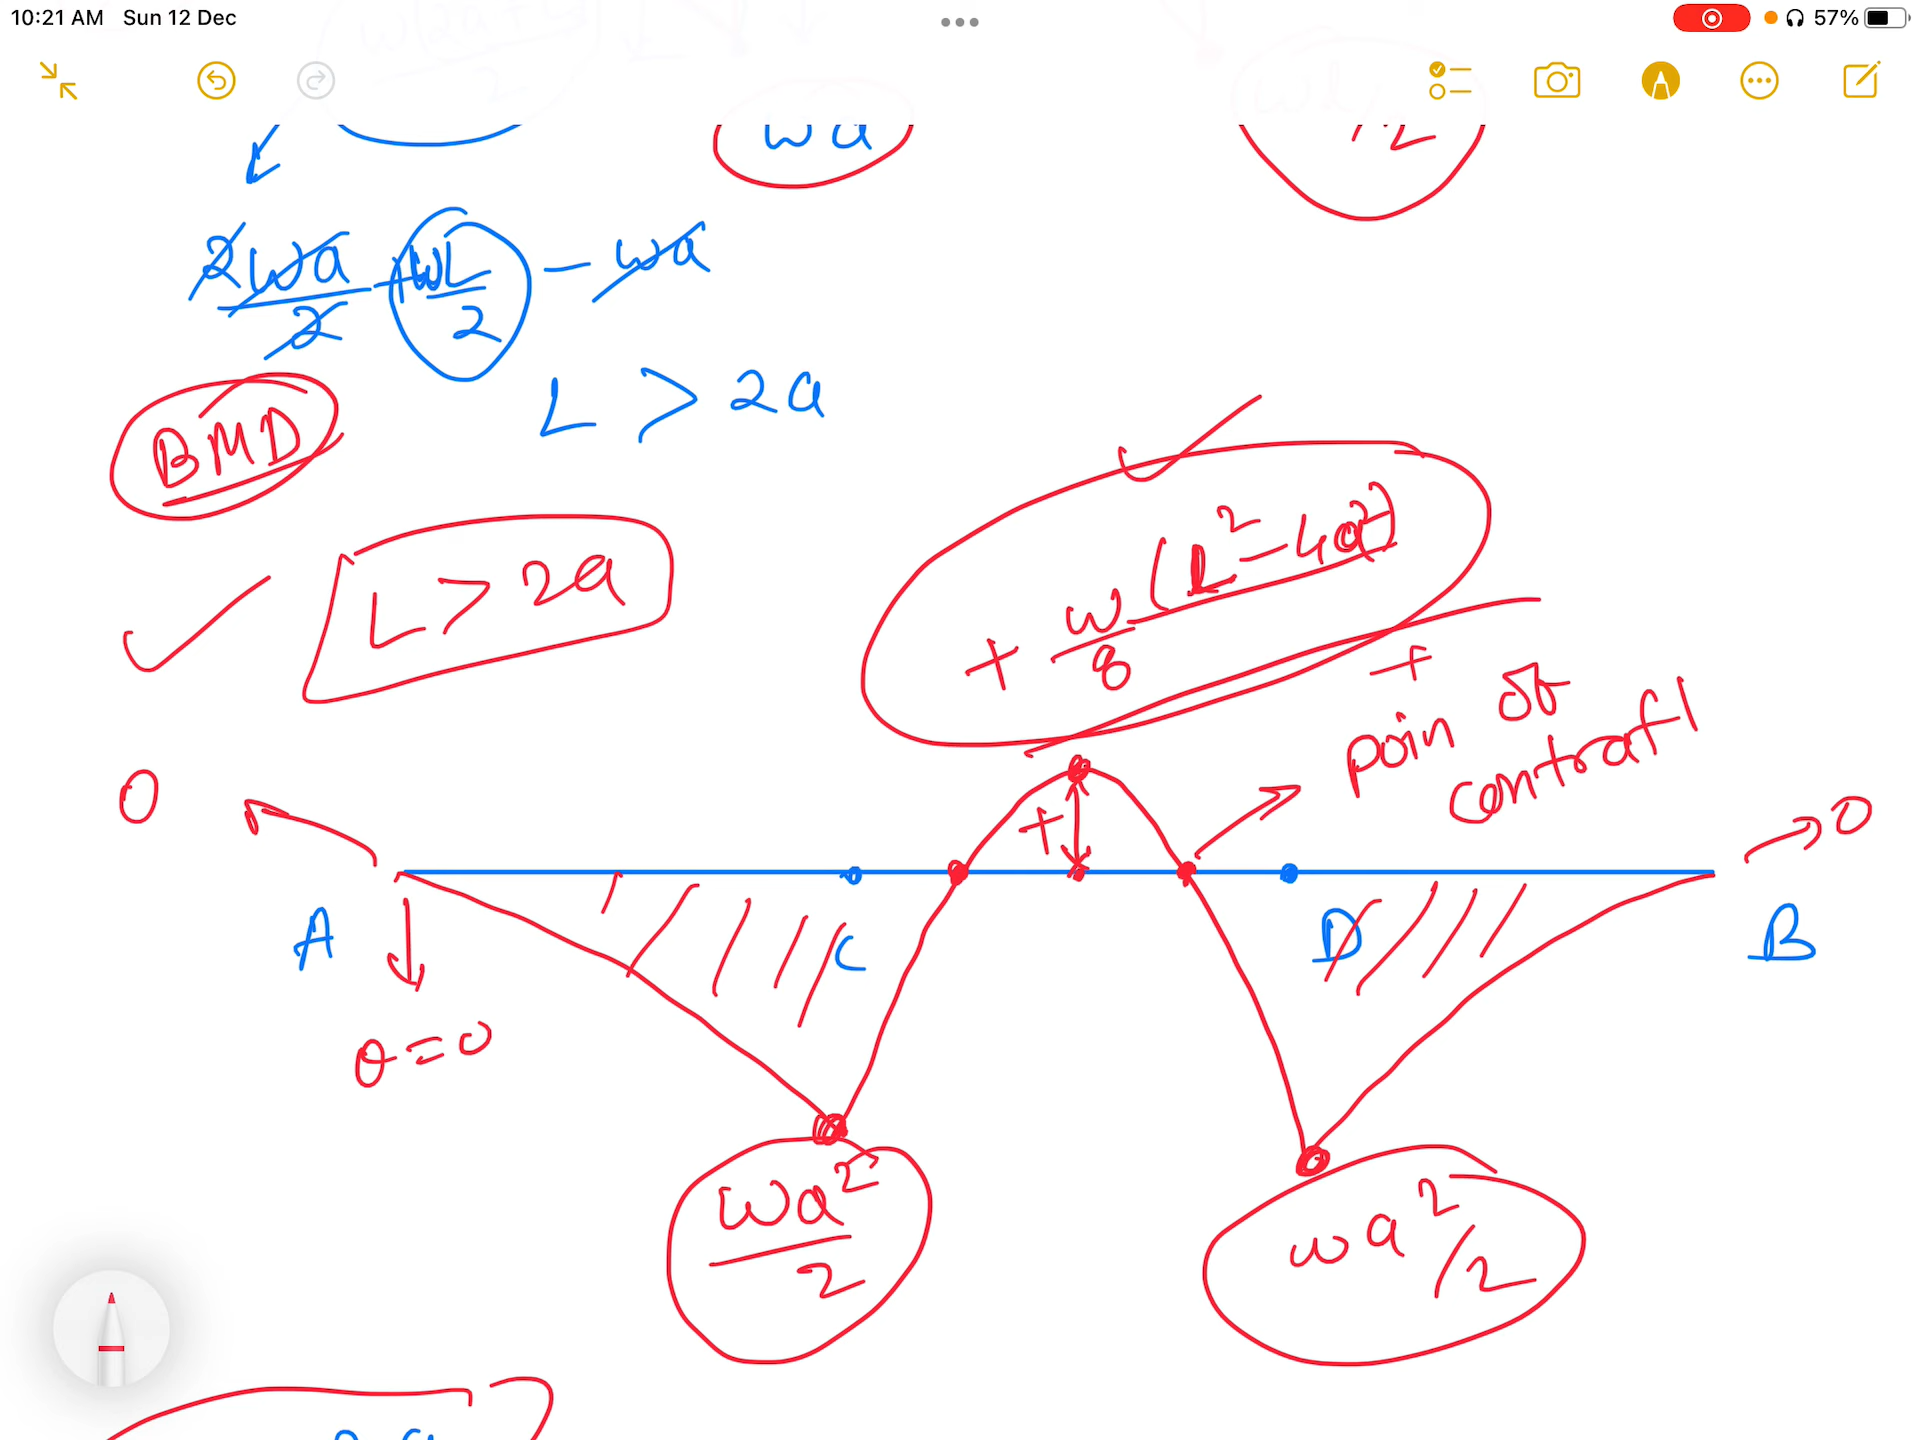 10:21 AM Sun 12 Dec
57%
wa
/2
2wa/2 + wL/2 - wa
L > 2a
BMD
L > 2a
+ w/8 (L² - 4a²)
+
poin of
contrafl
0
+
0
A
C
D
B
θ = 0
wa²/2
wa²/2